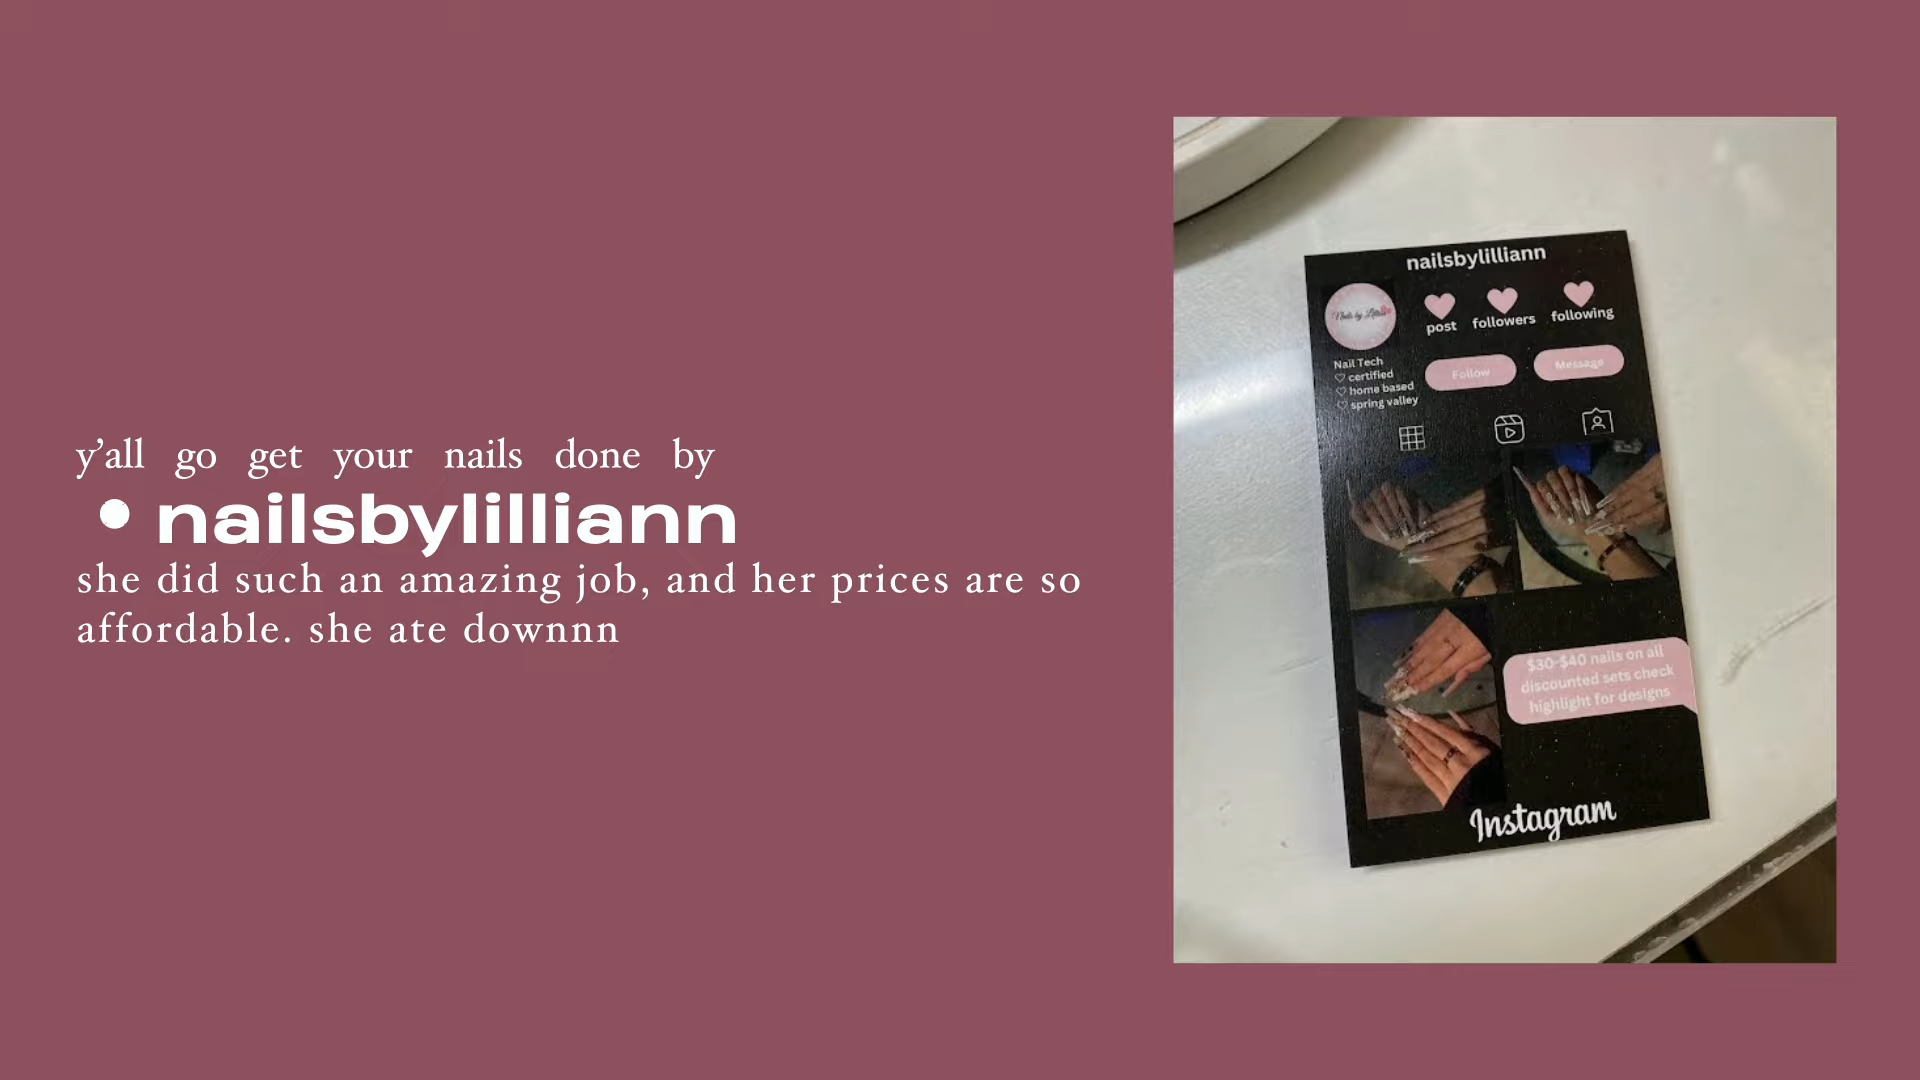 y'all go get your nails done by
• nailsbylilliann
she did such an amazing job, and her prices are so
affordable. she ate downnn
nailsbylilliann
post followers following
Nail Tech
♡ certified
♡ home based
♡ spring valley
Follow Message
$30-$40 nails on all
discounted sets check
highlight for designs
Instagram